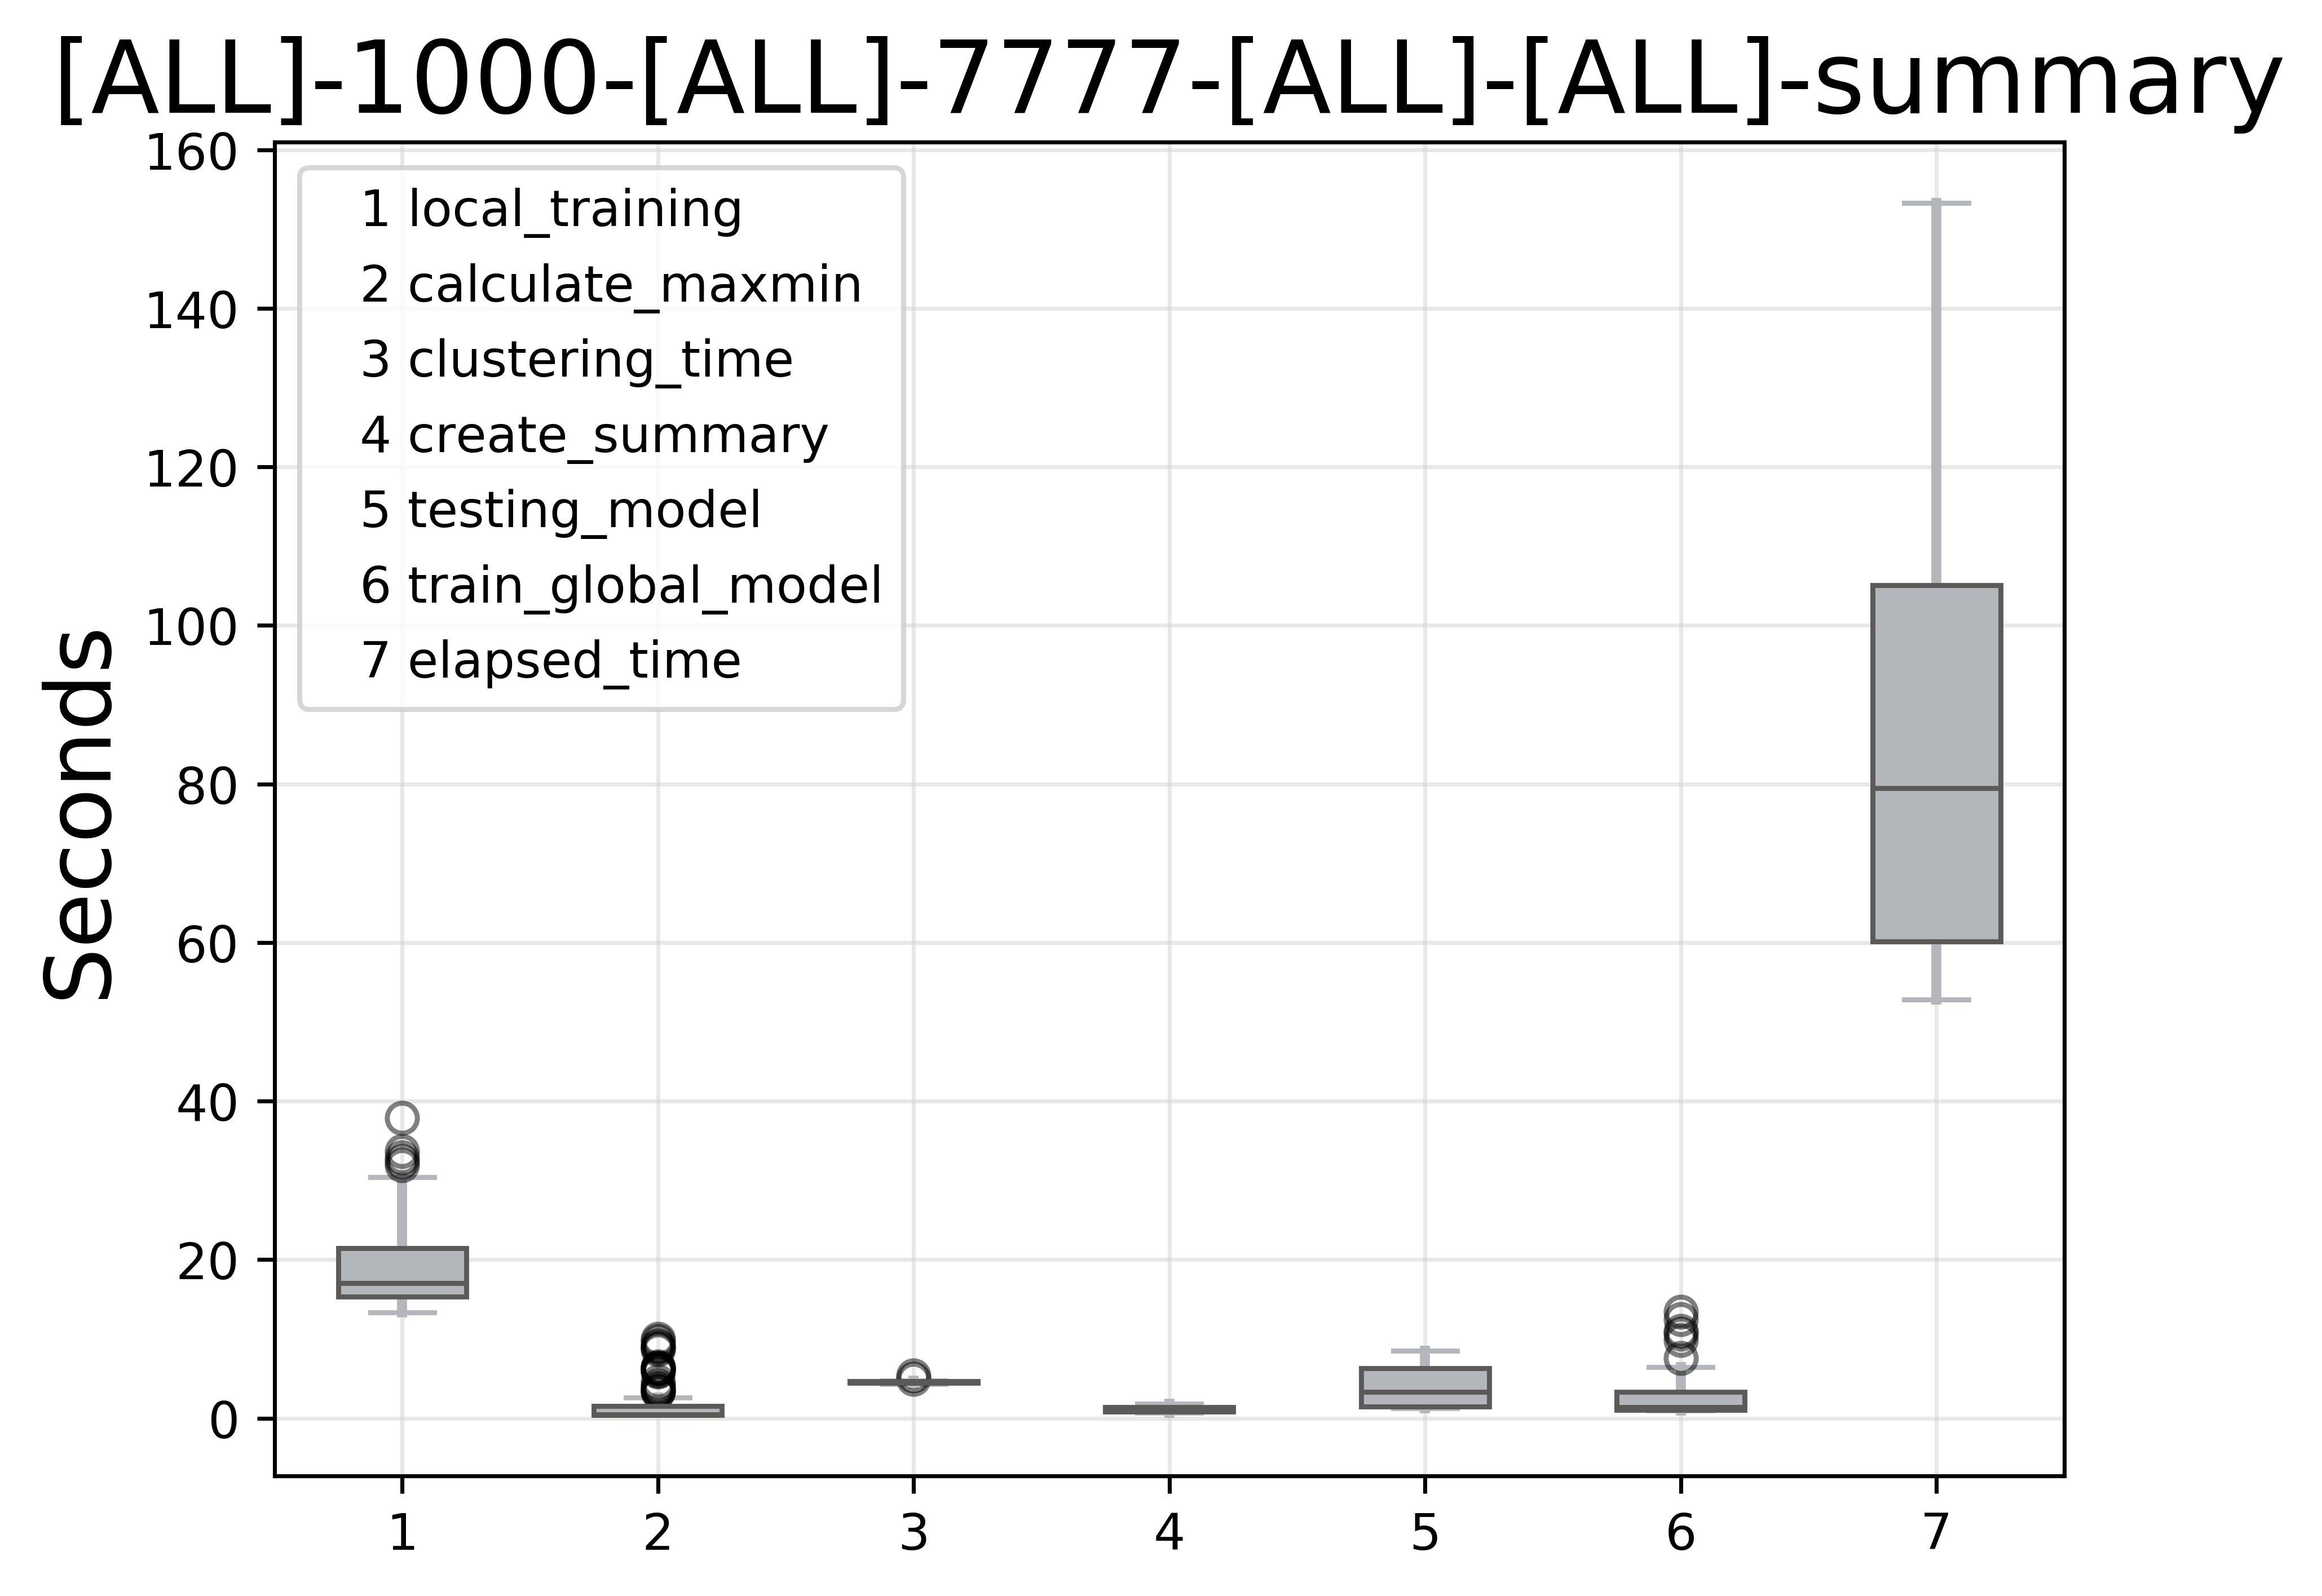 [ALL]-1000-[ALL]-7777-[ALL]-[ALL]-summary
Seconds
160
140
120
100
80
60
40
20
0
1 local_training
2 calculate_maxmin
3 clustering_time
4 create_summary
5 testing_model
6 train_global_model
7 elapsed_time
1 2 3 4 5 6 7